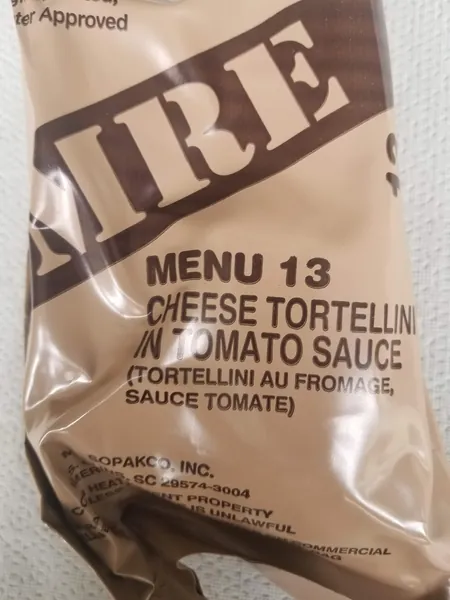 ter Approved
MRE
13
MENU 13
CHEESE TORTELLINI
IN TOMATO SAUCE
(TORTELLINI AU FROMAGE,
SAUCE TOMATE)
SOPAKCO, INC.
SC 29574-3004
PROPERTY
IS UNLAWFUL
COMMERCIAL